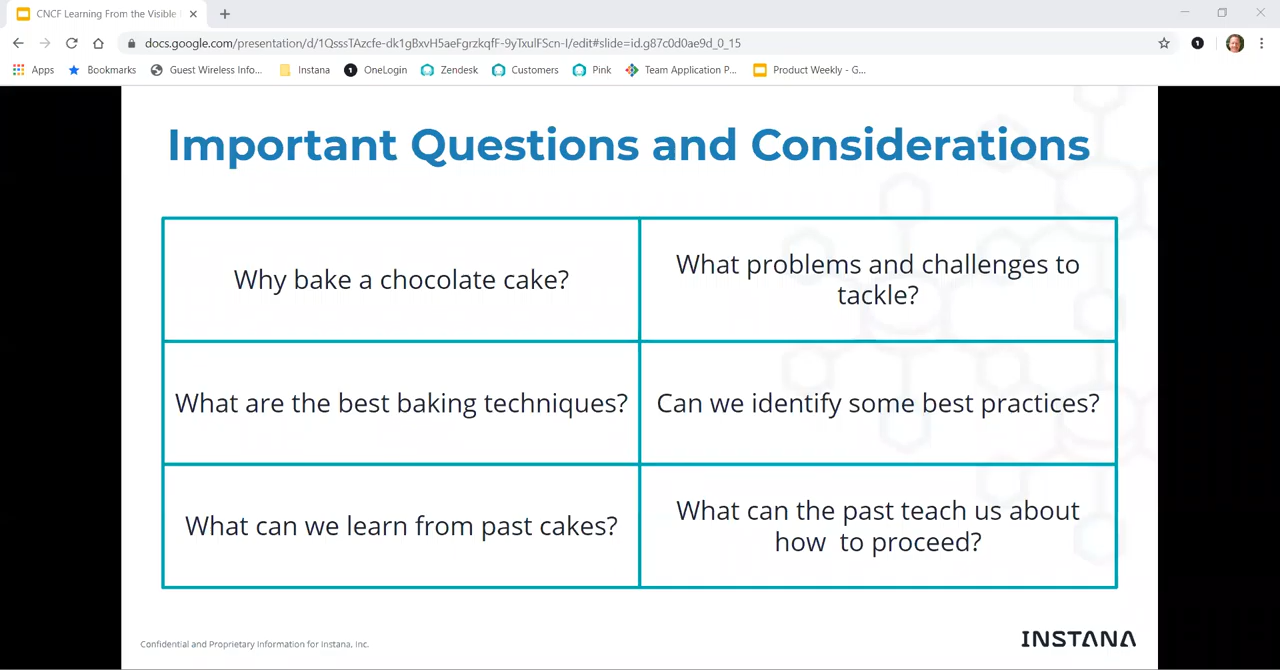 CNCF Learning From the Visible
docs.google.com/presentation/d/1QsssTAzcfe-dk1gBxvH5aeFgrzkqfF-9yTxulFScn-I/edit#slide=id.g87c0d0ae9d_0_15
Apps Bookmarks Guest Wireless Info... Instana OneLogin Zendesk Customers Pink Team Application P... Product Weekly - G...
Important Questions and Considerations
Why bake a chocolate cake?
What problems and challenges to
tackle?
What are the best baking techniques?
Can we identify some best practices?
What can we learn from past cakes?
What can the past teach us about
how to proceed?
Confidential and Proprietary Information for Instana, Inc.
INSTANA